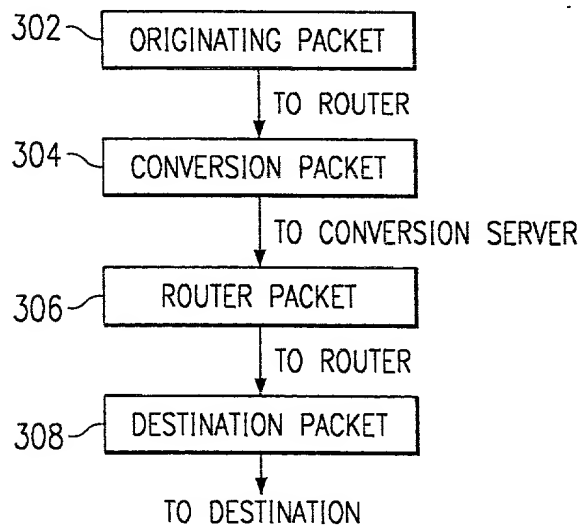 302
ORIGINATING PACKET
TO ROUTER
304
CONVERSION PACKET
TO CONVERSION SERVER
306
ROUTER PACKET
TO ROUTER
308
DESTINATION PACKET
TO DESTINATION